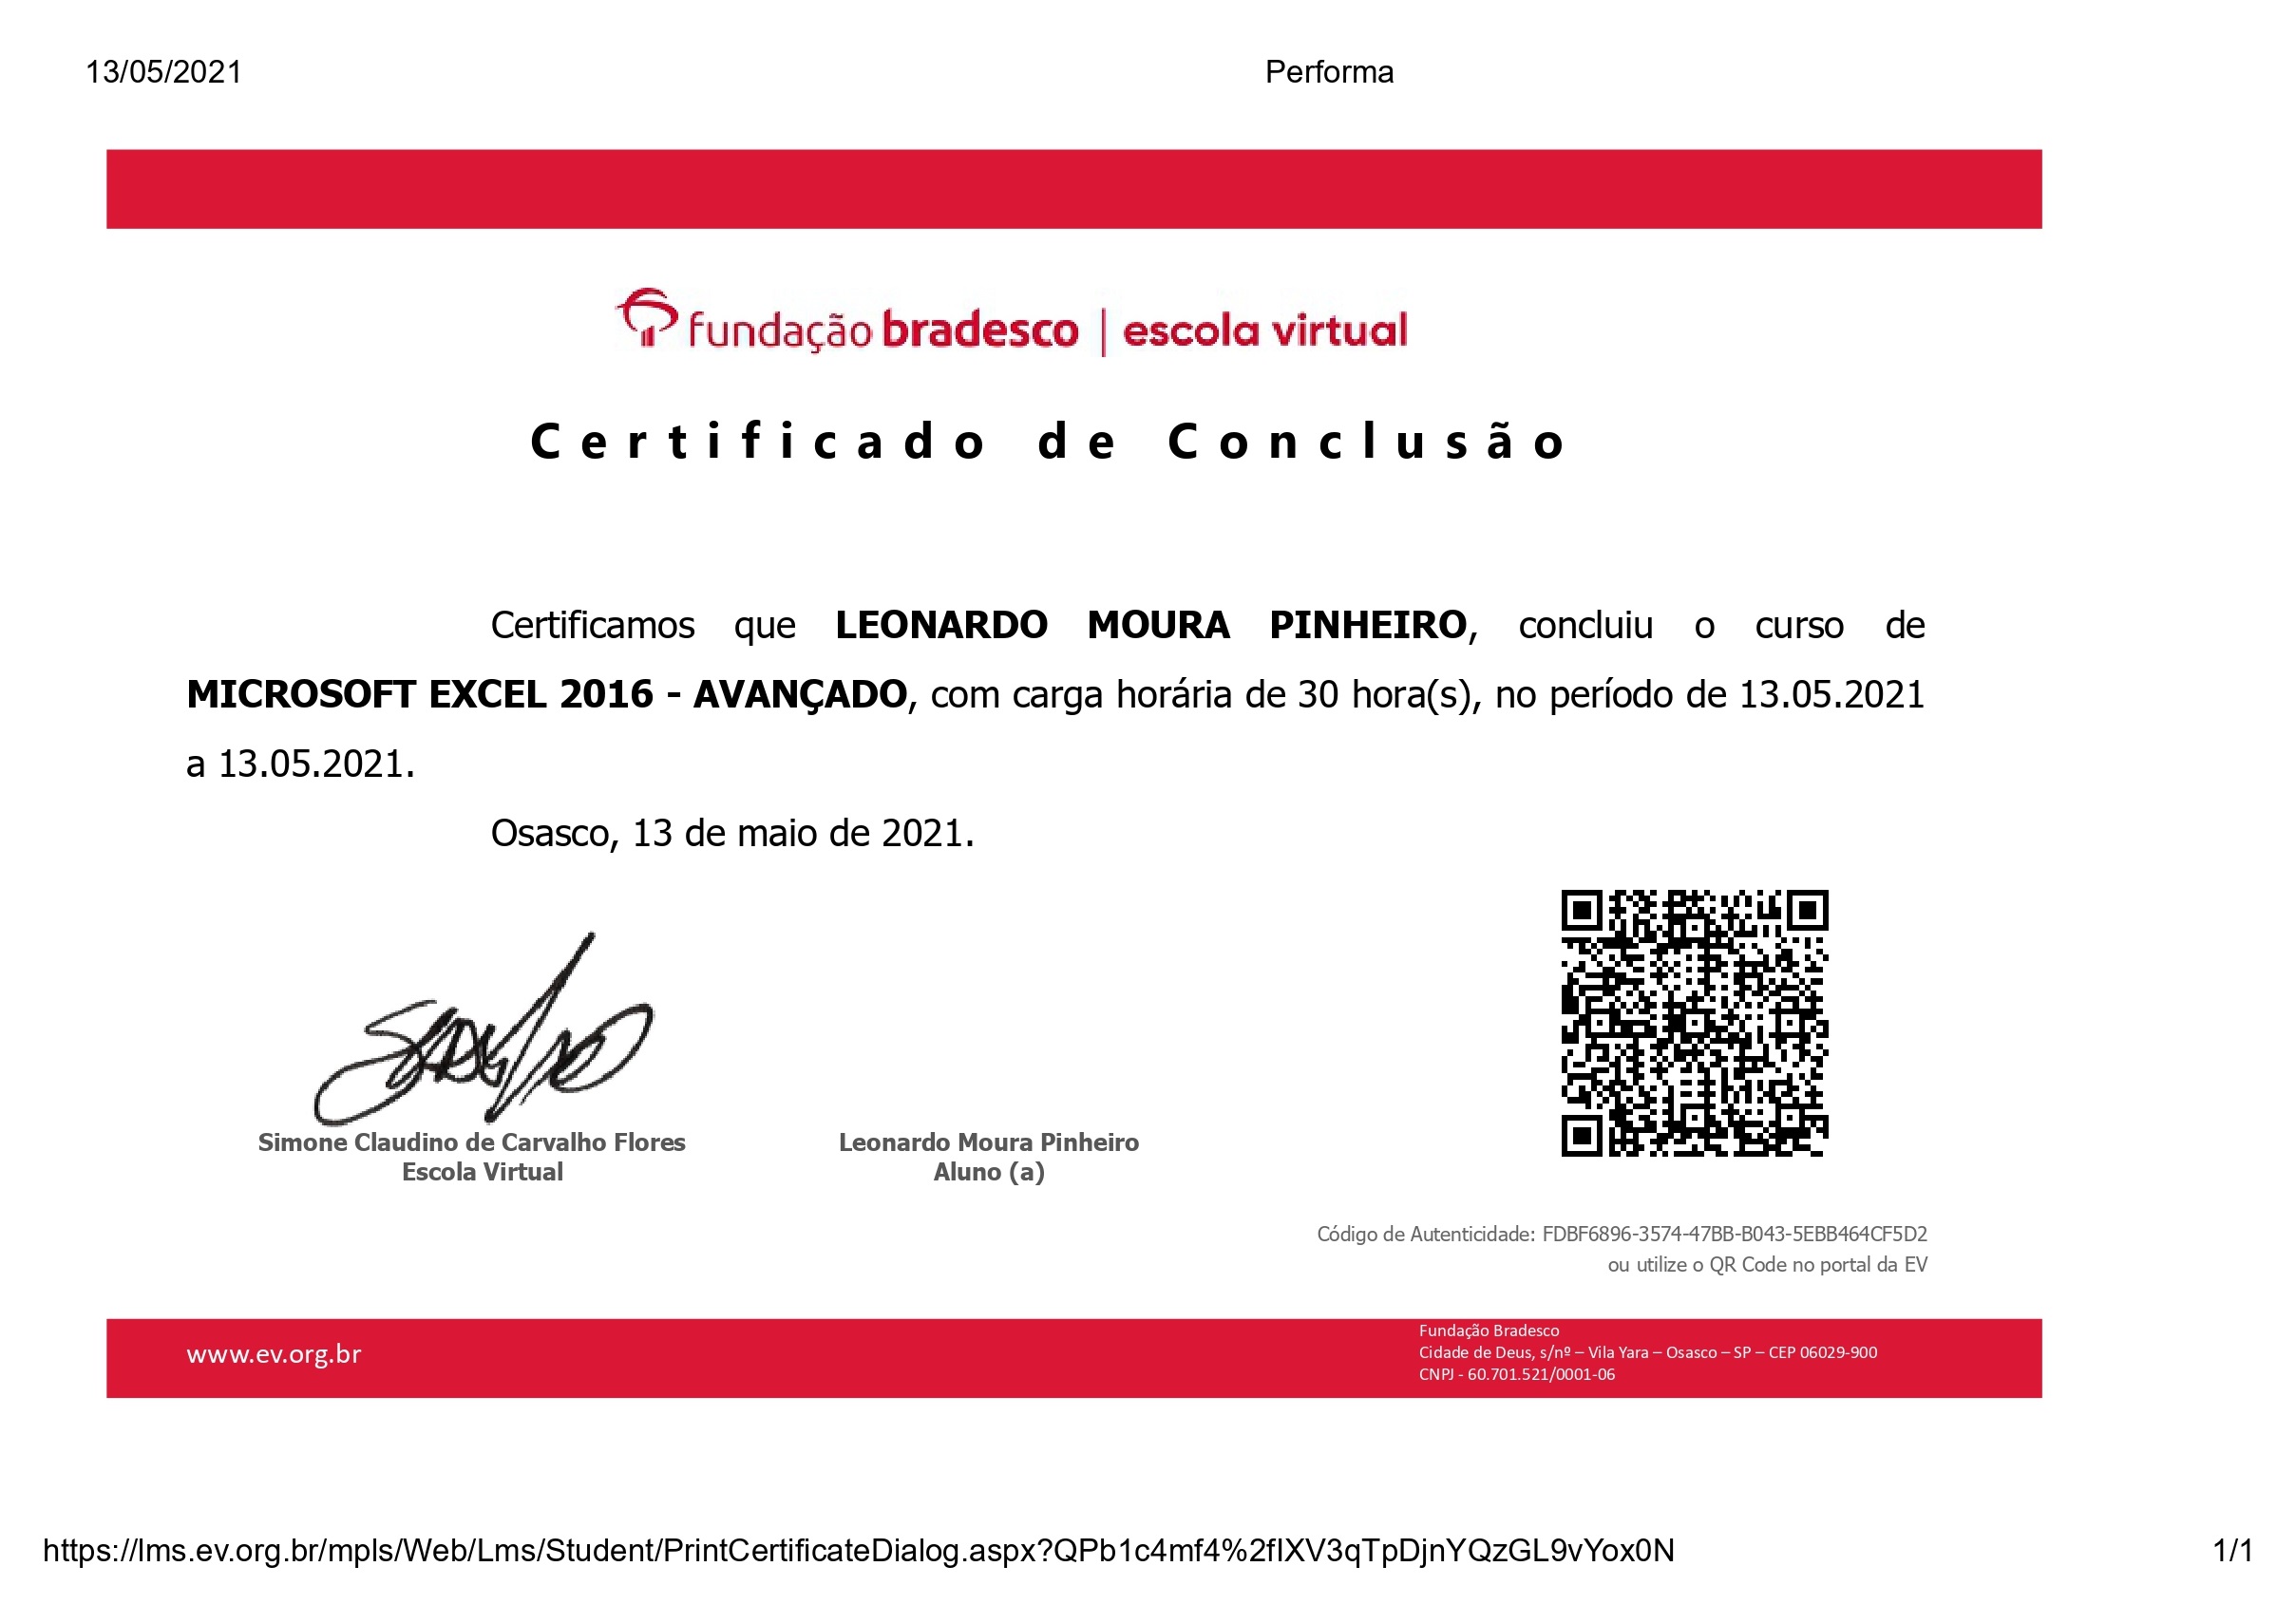 13/05/2021 Performa
fundação bradesco | escola virtual
Certificado de Conclusão
Certificamos que LEONARDO MOURA PINHEIRO, concluiu o curso de
MICROSOFT EXCEL 2016 - AVANÇADO, com carga horária de 30 hora(s), no período de 13.05.2021
a 13.05.2021.
Osasco, 13 de maio de 2021.
Simone Claudino de Carvalho Flores
Escola Virtual
Leonardo Moura Pinheiro
Aluno (a)
Código de Autenticidade: FDBF6896-3574-47BB-B043-5EBB464CF5D2
ou utilize o QR Code no portal da EV
www.ev.org.br
Fundação Bradesco
Cidade de Deus, s/nº – Vila Yara – Osasco – SP – CEP 06029-900
CNPJ - 60.701.521/0001-06
https://lms.ev.org.br/mpls/Web/Lms/Student/PrintCertificateDialog.aspx?QPb1c4mf4%2fIXV3qTpDjnYQzGL9vYox0N 1/1